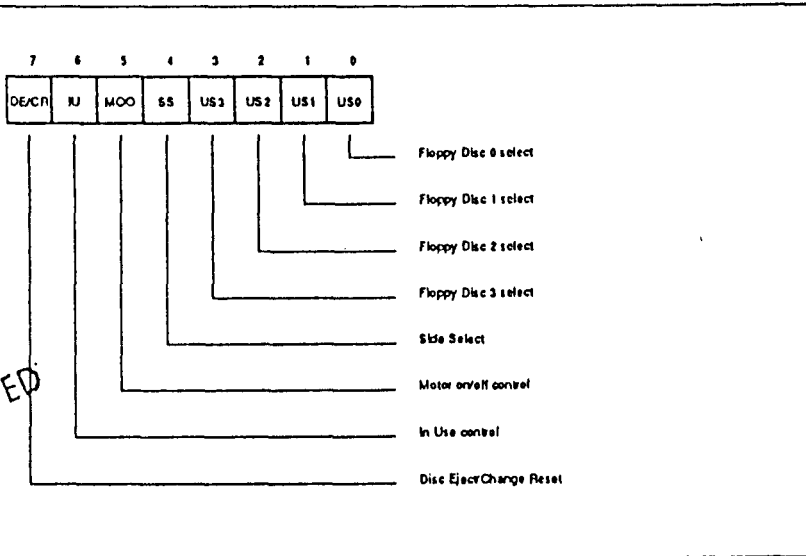 7 6 5 4 3 2 1 0
DE/CR IU MOO SS US3 US2 US1 US0
Floppy Disc 0 select
Floppy Disc 1 select
Floppy Disc 2 select
Floppy Disc 3 select
Side Select
Motor on/off control
ED
In Use control
Disc Eject/Change Reset